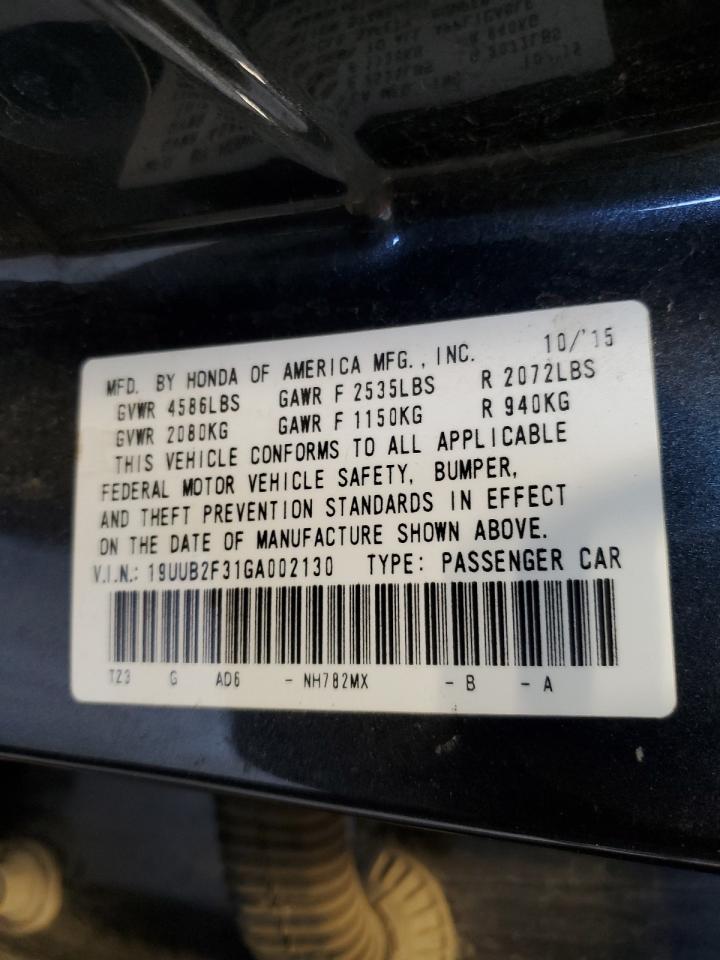 MFD. BY HONDA OF AMERICA MFG., INC. 10/'15
GVWR 4586LBS GAWR F 2535LBS R 2072LBS
GVWR 2080KG GAWR F 1150KG R 940KG
THIS VEHICLE CONFORMS TO ALL APPLICABLE
FEDERAL MOTOR VEHICLE SAFETY, BUMPER,
AND THEFT PREVENTION STANDARDS IN EFFECT
ON THE DATE OF MANUFACTURE SHOWN ABOVE.
V.I.N.: 19UUB2F31GA002130 TYPE: PASSENGER CAR
T23 G AD6 - NH782MX - B - A